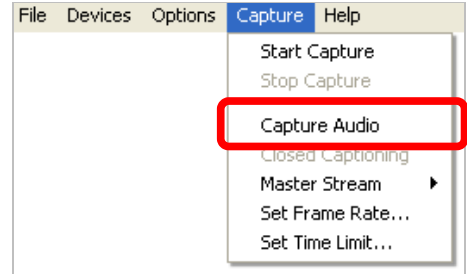 File Devices Options Capture Help
Start Capture
Stop Capture
Capture Audio
Closed Captioning
Master Stream
Set Frame Rate...
Set Time Limit...